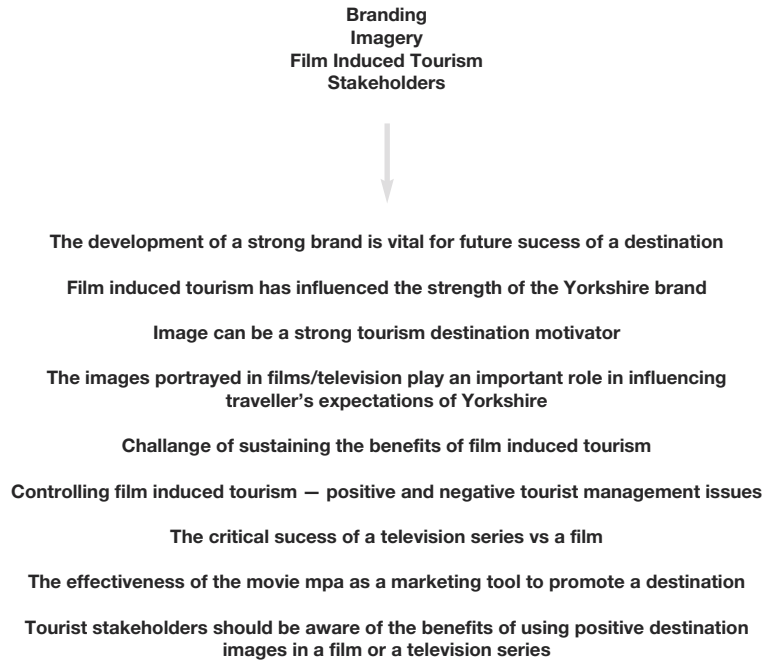 Branding
Imagery
Film Induced Tourism
Stakeholders
The development of a strong brand is vital for future sucess of a destination
Film induced tourism has influenced the strength of the Yorkshire brand
Image can be a strong tourism destination motivator
The images portrayed in films/television play an important role in influencing
traveller’s expectations of Yorkshire
Challange of sustaining the benefits of film induced tourism
Controlling film induced tourism — positive and negative tourist management issues
The critical sucess of a television series vs a film
The effectiveness of the movie mpa as a marketing tool to promote a destination
Tourist stakeholders should be aware of the benefits of using positive destination
images in a film or a television series